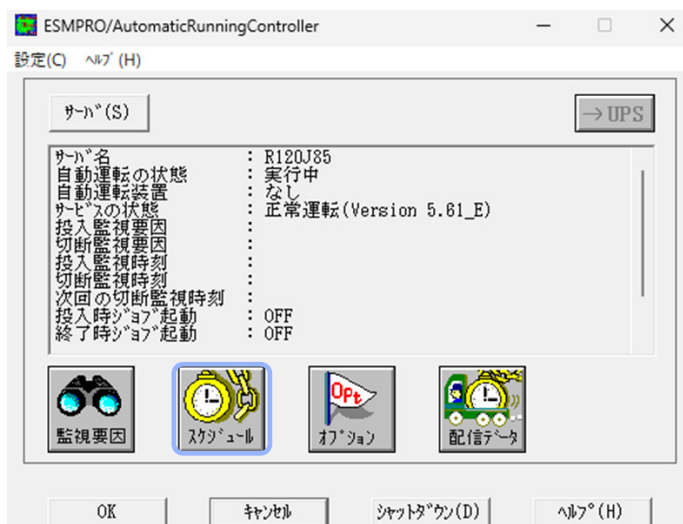 ESMPRO/AutomaticRunningController
設定(C) ヘルプ(H)
サーバ(S)
→UPS
サーバ名 : R120J85
自動運転の状態 : 実行中
自動運転装置 : なし
サービスの状態 : 正常運転(Version 5.61_E)
投入監視要因 :
切断監視要因 :
投入監視時刻 :
切断監視時刻 :
次回の切断監視時刻 :
投入時ジョブ起動 : OFF
終了時ジョブ起動 : OFF
Opt
監視要因 スケジュール オプション 配信データ
OK キャンセル シャットダウン(D) ヘルプ(H)